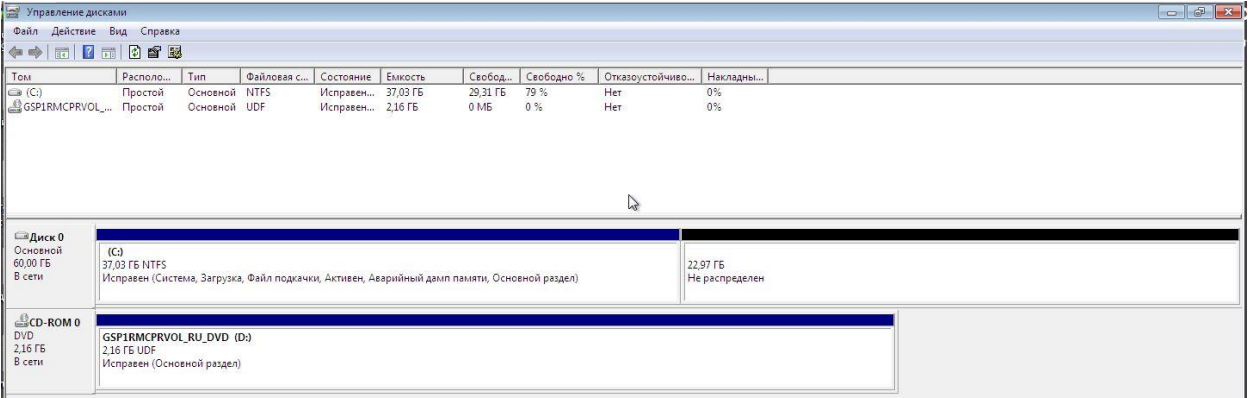 Управление дисками
Файл Действие Вид Справка
Том Располо... Тип Файловая с... Состояние Емкость Свобод... Свободно % Отказоустойчиво... Накладны...
(C:) Простой Основной NTFS Исправен... 37,03 ГБ 29,31 ГБ 79 % Нет 0%
GSP1RMCPRVOL_... Простой Основной UDF Исправен... 2,16 ГБ 0 МБ 0 % Нет 0%
Диск 0
Основной
60,00 ГБ
В сети
(C:)
37,03 ГБ NTFS
Исправен (Система, Загрузка, Файл подкачки, Активен, Аварийный дамп памяти, Основной раздел)
22,97 ГБ
Не распределен
CD-ROM 0
DVD
2,16 ГБ
В сети
GSP1RMCPRVOL_RU_DVD (D:)
2,16 ГБ UDF
Исправен (Основной раздел)